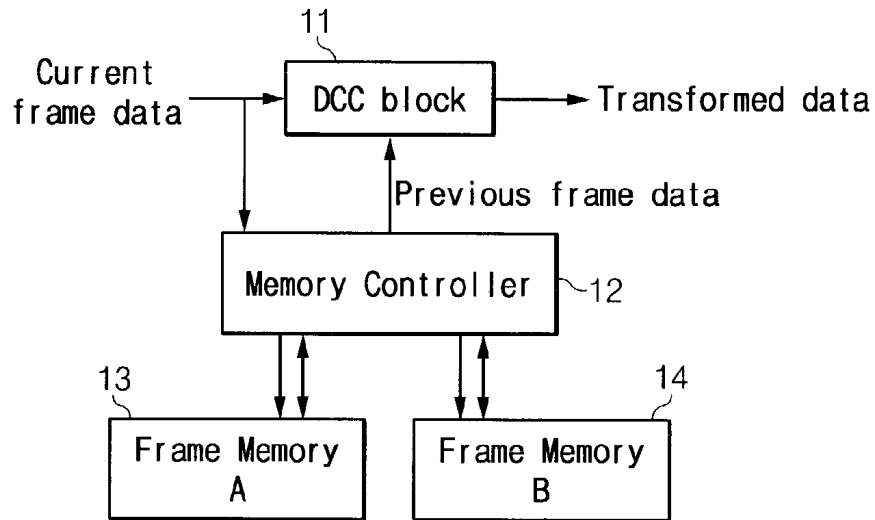 11
Current
frame data
DCC block
Transformed data
Previous frame data
Memory Controller
12
13
14
Frame Memory
A
Frame Memory
B